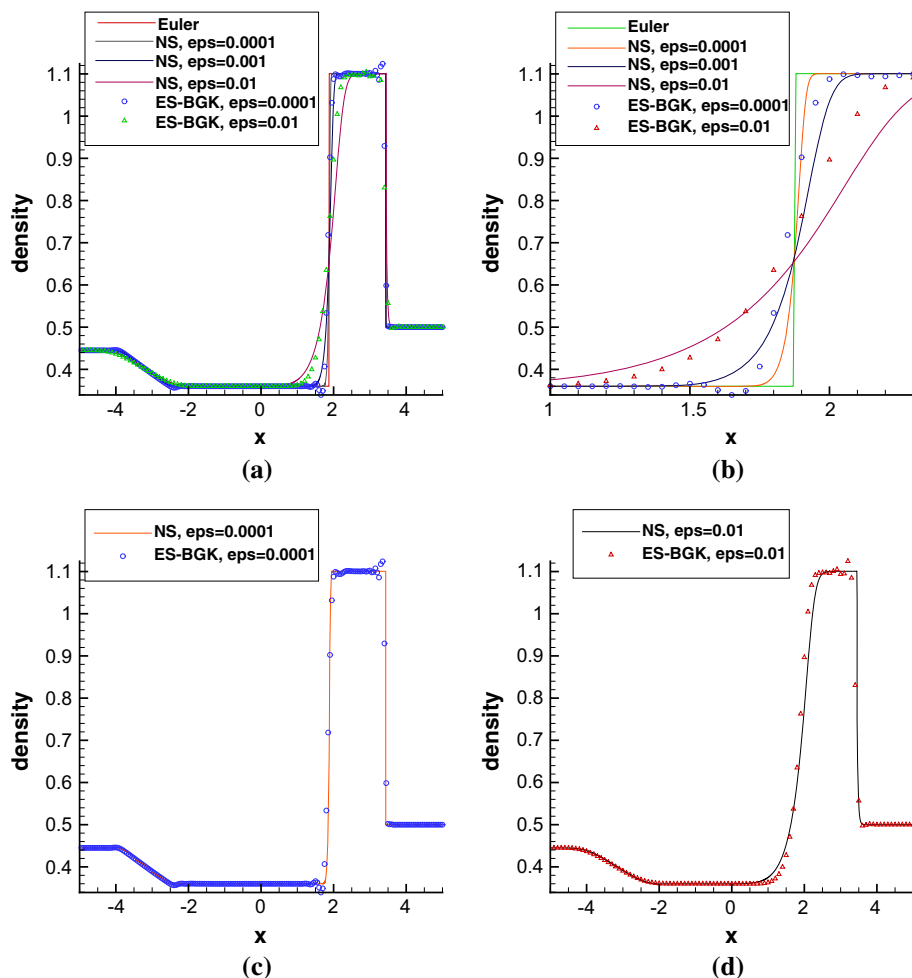 Euler
NS, eps=0.0001
NS, eps=0.001
NS, eps=0.01
ES-BGK, eps=0.0001
ES-BGK, eps=0.01
1.1
1
0.9
0.8
0.7
0.6
0.5
0.4
density
-4 -2 0 2 4
x
(a)
Euler
NS, eps=0.0001
NS, eps=0.001
NS, eps=0.01
ES-BGK, eps=0.0001
ES-BGK, eps=0.01
1.1
1
0.9
0.8
0.7
0.6
0.5
0.4
density
1 1.5 2
x
(b)
NS, eps=0.0001
ES-BGK, eps=0.0001
1.1
1
0.9
0.8
0.7
0.6
0.5
0.4
density
-4 -2 0 2 4
x
(c)
NS, eps=0.01
ES-BGK, eps=0.01
1.1
1
0.9
0.8
0.7
0.6
0.5
0.4
density
-4 -2 0 2 4
x
(d)